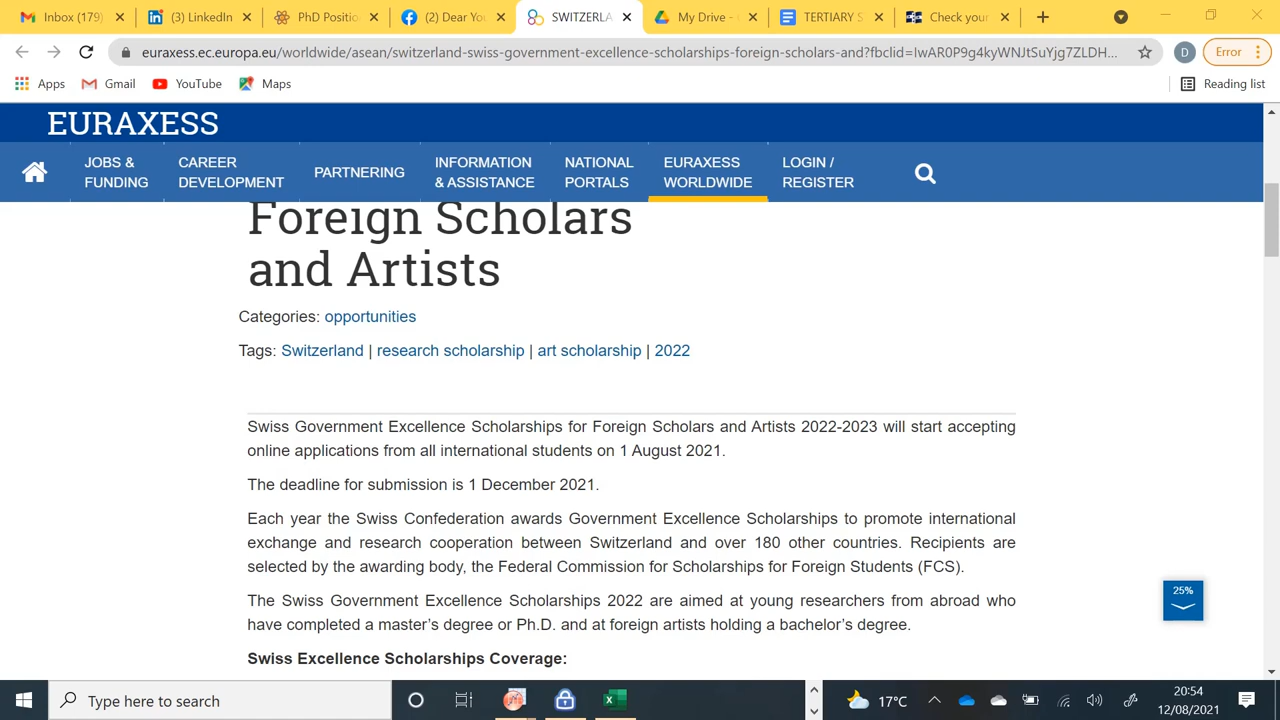 Inbox (179)
(3) LinkedIn
PhD Positio
(2) Dear You
SWITZERLA
My Drive - G
TERTIARY S
Check your
euraxess.ec.europa.eu/worldwide/asean/switzerland-swiss-government-excellence-scholarships-foreign-scholars-and?fbclid=IwAR0P9g4kyWNJtSuYjg7ZLDH...
D
Error
Apps
Gmail
YouTube
Maps
Reading list
EURAXESS
JOBS &
FUNDING
CAREER
DEVELOPMENT
PARTNERING
INFORMATION
& ASSISTANCE
NATIONAL
PORTALS
EURAXESS
WORLDWIDE
LOGIN /
REGISTER
Foreign Scholars
and Artists
Categories: opportunities
Tags: Switzerland | research scholarship | art scholarship | 2022
Swiss Government Excellence Scholarships for Foreign Scholars and Artists 2022-2023 will start accepting
online applications from all international students on 1 August 2021.
The deadline for submission is 1 December 2021.
Each year the Swiss Confederation awards Government Excellence Scholarships to promote international
exchange and research cooperation between Switzerland and over 180 other countries. Recipients are
selected by the awarding body, the Federal Commission for Scholarships for Foreign Students (FCS).
The Swiss Government Excellence Scholarships 2022 are aimed at young researchers from abroad who
have completed a master's degree or Ph.D. and at foreign artists holding a bachelor's degree.
Swiss Excellence Scholarships Coverage:
25%
Type here to search
17°C
20:54
12/08/2021